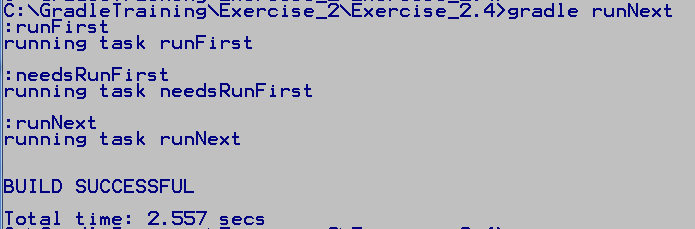 C:\GradleTraining\Exercise_2\Exercise_2.4>gradle runNext
:runFirst
running task runFirst
:needsRunFirst
running task needsRunFirst
:runNext
running task runNext
BUILD SUCCESSFUL
Total time: 2.557 secs